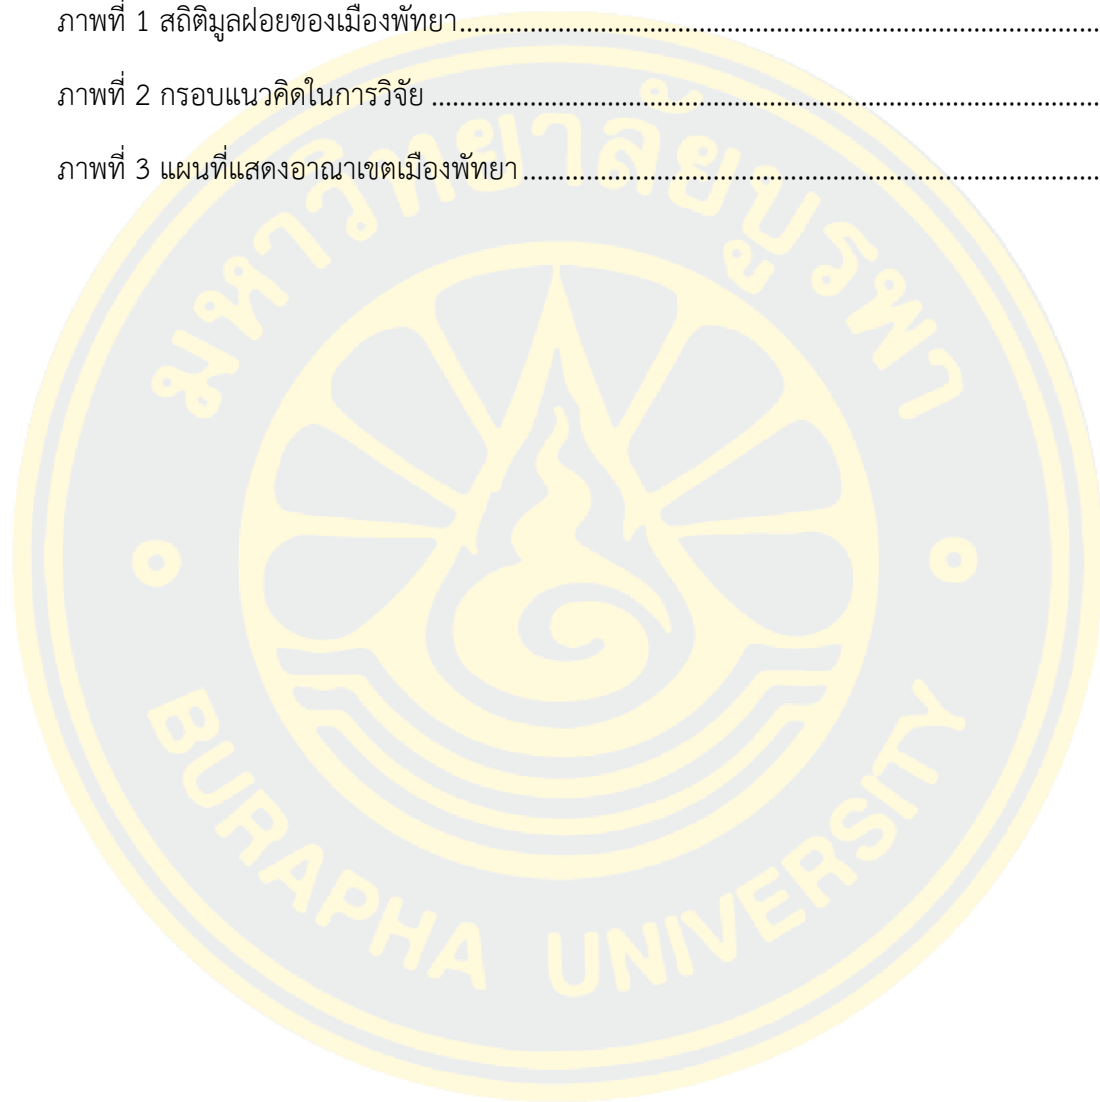 ภาพที่ 1 สถิติมูลฝอยของเมืองพัทยา....................................................................................................
ภาพที่ 2 กรอบแนวคิดในการวิจัย ....................................................................................................
ภาพที่ 3 แผนที่แสดงอาณาเขตเมืองพัทยา....................................................................................................
มหาวิทยาลัยบูรพา
BURAPHA UNIVERSITY